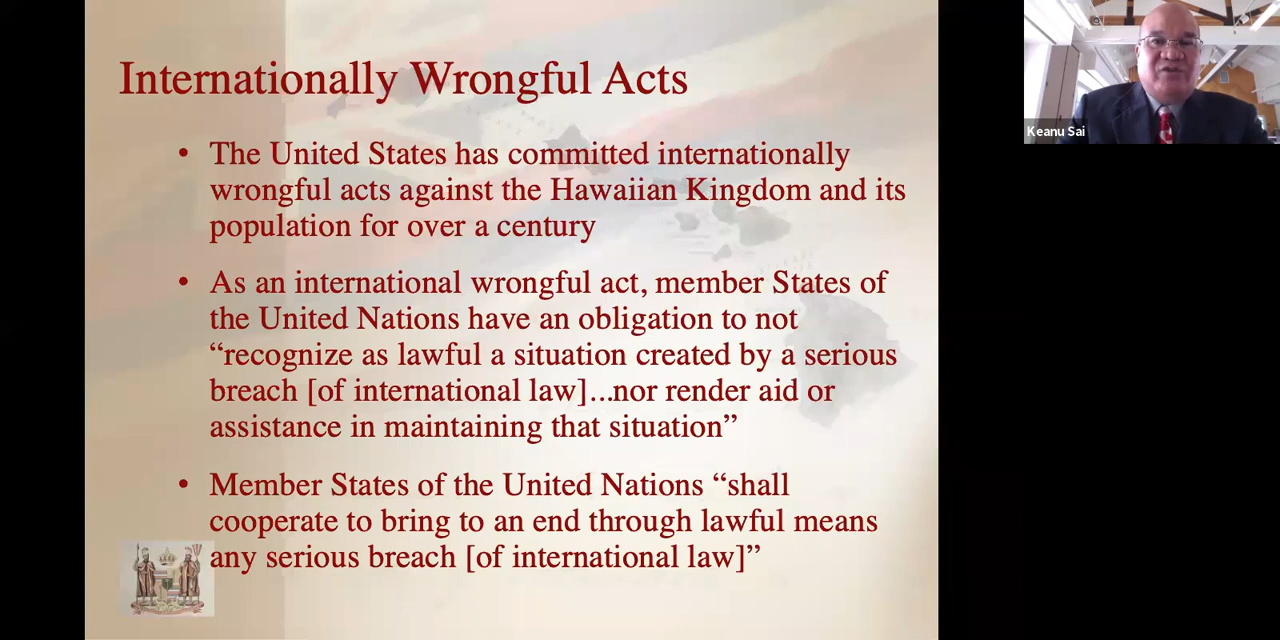 Internationally Wrongful Acts
• The United States has committed internationally
wrongful acts against the Hawaiian Kingdom and its
population for over a century
• As an international wrongful act, member States of
the United Nations have an obligation to not
“recognize as lawful a situation created by a serious
breach [of international law]...nor render aid or
assistance in maintaining that situation”
• Member States of the United Nations “shall
cooperate to bring to an end through lawful means
any serious breach [of international law]”
Keanu Sai